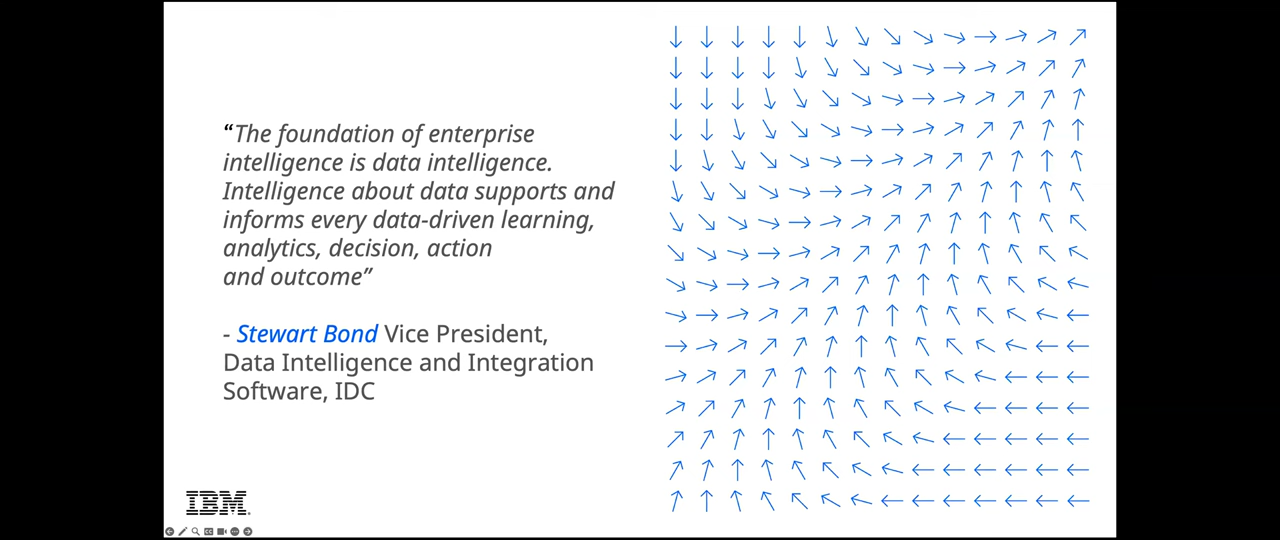 “The foundation of enterprise
intelligence is data intelligence.
Intelligence about data supports and
informs every data-driven learning,
analytics, decision, action
and outcome”
- Stewart Bond Vice President,
Data Intelligence and Integration
Software, IDC
IBM